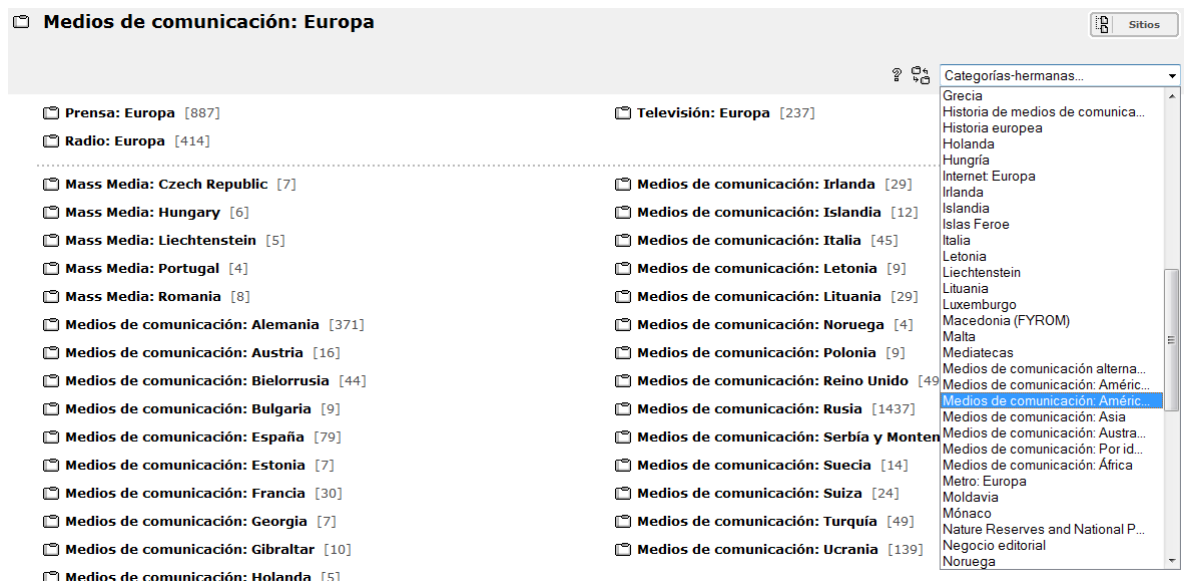 Medios de comunicación: Europa
Sitios
Categorías-hermanas...
Prensa: Europa [887]
Radio: Europa [414]
Televisión: Europa [237]
Mass Media: Czech Republic [7]
Mass Media: Hungary [6]
Mass Media: Liechtenstein [5]
Mass Media: Portugal [4]
Mass Media: Romania [8]
Medios de comunicación: Alemania [371]
Medios de comunicación: Austria [16]
Medios de comunicación: Bielorrusia [44]
Medios de comunicación: Bulgaria [9]
Medios de comunicación: España [79]
Medios de comunicación: Estonia [7]
Medios de comunicación: Francia [30]
Medios de comunicación: Georgia [7]
Medios de comunicación: Gibraltar [10]
Medios de comunicación: Holanda [5]
Medios de comunicación: Irlanda [29]
Medios de comunicación: Islandia [12]
Medios de comunicación: Italia [45]
Medios de comunicación: Letonia [9]
Medios de comunicación: Lituania [29]
Medios de comunicación: Noruega [4]
Medios de comunicación: Polonia [9]
Medios de comunicación: Reino Unido [49
Medios de comunicación: Rusia [1437]
Medios de comunicación: Serbía y Monten
Medios de comunicación: Suecia [14]
Medios de comunicación: Suiza [24]
Medios de comunicación: Turquía [49]
Medios de comunicación: Ucrania [139]
Grecia
Historia de medios de comunica...
Historia europea
Holanda
Hungría
Internet: Europa
Irlanda
Islandia
Islas Feroe
Italia
Letonia
Liechtenstein
Lituania
Luxemburgo
Macedonia (FYROM)
Malta
Mediatecas
Medios de comunicación alterna...
Medios de comunicación: Améric...
Medios de comunicación: Améric...
Medios de comunicación: Asia
Medios de comunicación: Austra...
Medios de comunicación: Por id...
Medios de comunicación: África
Metro: Europa
Moldavia
Mónaco
Nature Reserves and National P...
Negocio editorial
Noruega